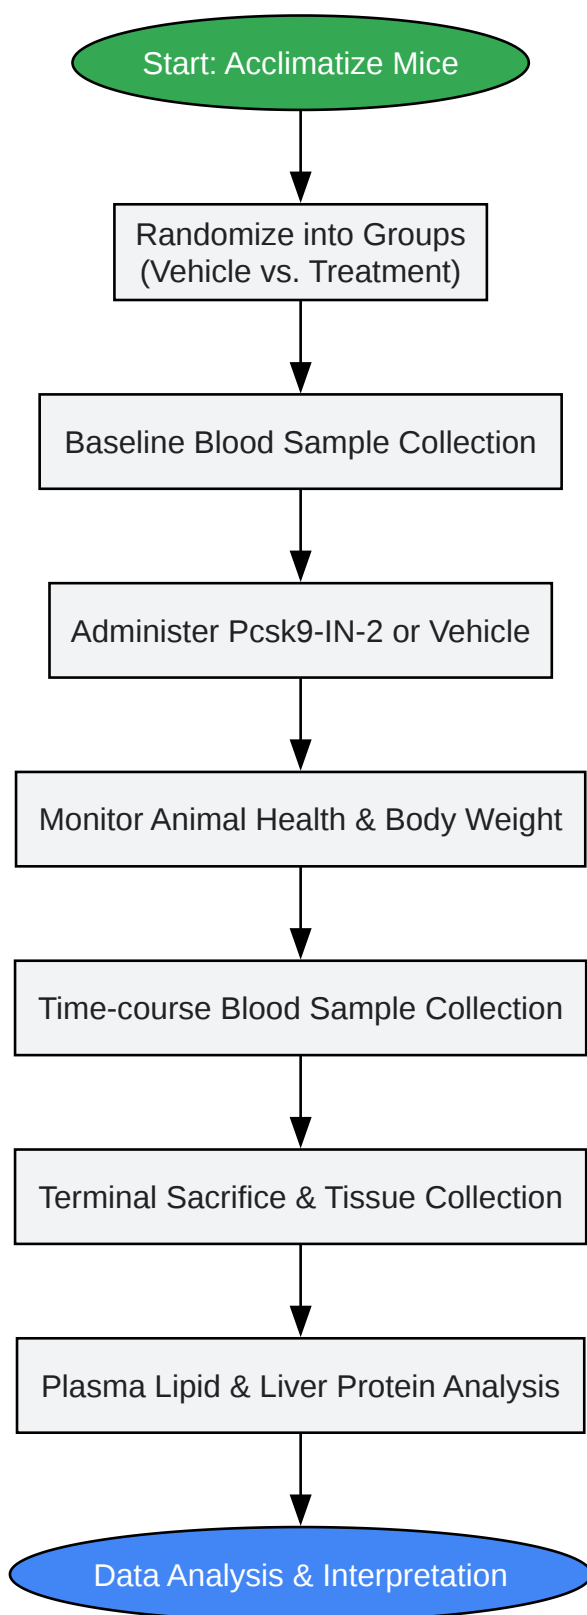 Start: Acclimatize Mice
Randomize into Groups
(Vehicle vs. Treatment)
Baseline Blood Sample Collection
Administer Pcsk9-IN-2 or Vehicle
Monitor Animal Health & Body Weight
Time-course Blood Sample Collection
Terminal Sacrifice & Tissue Collection
Plasma Lipid & Liver Protein Analysis
Data Analysis & Interpretation